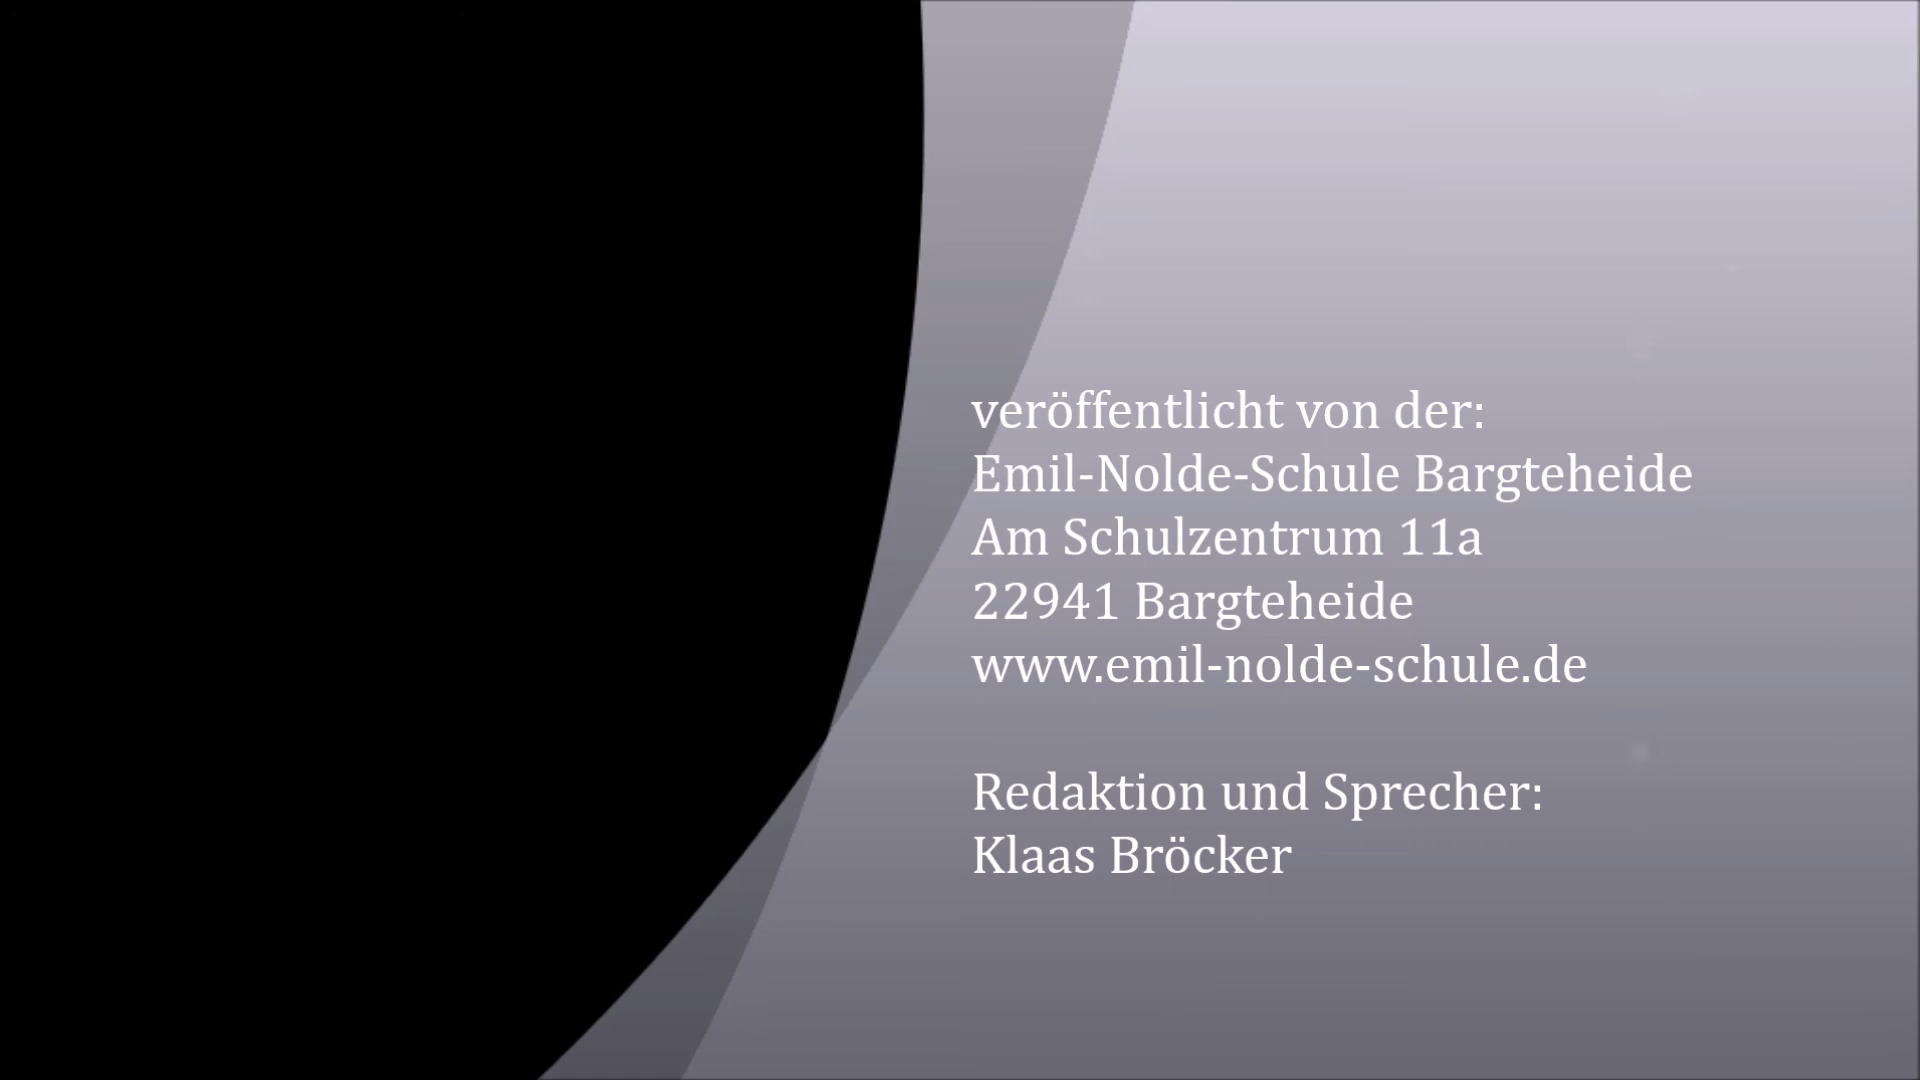 veröffentlicht von der:
Emil-Nolde-Schule Bargteheide
Am Schulzentrum 11a
22941 Bargteheide
www.emil-nolde-schule.de
Redaktion und Sprecher:
Klaas Bröcker